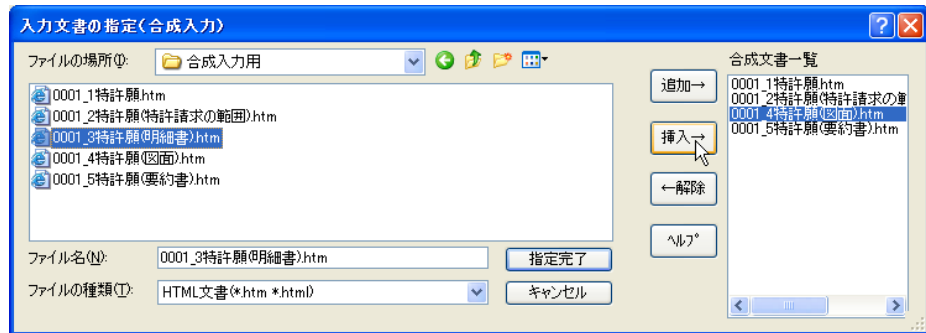 入力文書の指定(合成入力)
ファイルの場所(I):
合成入力用
合成文書一覧
0001_1特許願.htm
0001_2特許願(特許請求の範囲).htm
0001_3特許願(明細書).htm
0001_4特許願(図面).htm
0001_5特許願(要約書).htm
追加→
挿入→
←解除
ヘルプ
0001_1特許願.htm
0001_2特許願(特許請求の範
0001_4特許願(図面).htm
0001_5特許願(要約書).htm
ファイル名(N):
0001_3特許願(明細書).htm
指定完了
ファイルの種類(T):
HTML文書(*.htm *.html)
キャンセル